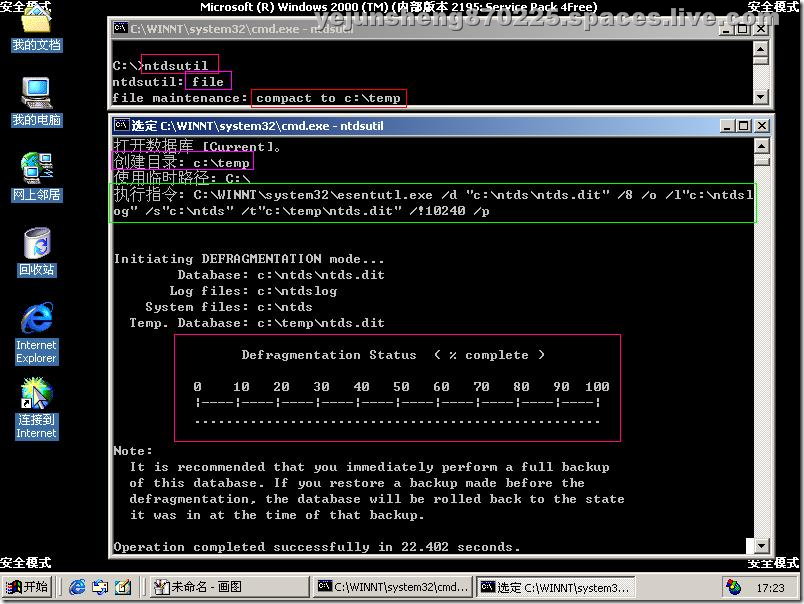 安全模式
Microsoft (R) Windows 2000 (TM) (内部版本 2195: Service Pack 4Free)
安全模式
yejunsheng870225.spaces.live.com
C:\WINNT\system32\cmd.exe - ntdsutil
C:\>ntdsutil
ntdsutil: file
file maintenance: compact to c:\temp
选定 C:\WINNT\system32\cmd.exe - ntdsutil
打开数据库 [Current]。
创建目录: c:\temp
使用临时路径: C:\
执行指令: C:\WINNT\system32\esentutl.exe /d "c:\ntds\ntds.dit" /8 /o /l"c:\ntdsl
og" /s"c:\ntds" /t"c:\temp\ntds.dit" /!10240 /p
Initiating DEFRAGMENTATION mode...
Database: c:\ntds\ntds.dit
Log files: c:\ntdslog
System files: c:\ntds
Temp. Database: c:\temp\ntds.dit
Defragmentation Status ( % complete )
0 10 20 30 40 50 60 70 80 90 100
|----|----|----|----|----|----|----|----|----|----|
...................................................
Note:
It is recommended that you immediately perform a full backup
of this database. If you restore a backup made before the
defragmentation, the database will be rolled back to the state
it was in at the time of that backup.
Operation completed successfully in 22.402 seconds.
我的文档
我的电脑
网上邻居
回收站
Internet
Explorer
连接到
Internet
安全模式
安全模式
开始
未命名 - 画图
C:\WINNT\system32\cmd...
选定 C:\WINNT\system3...
17:23